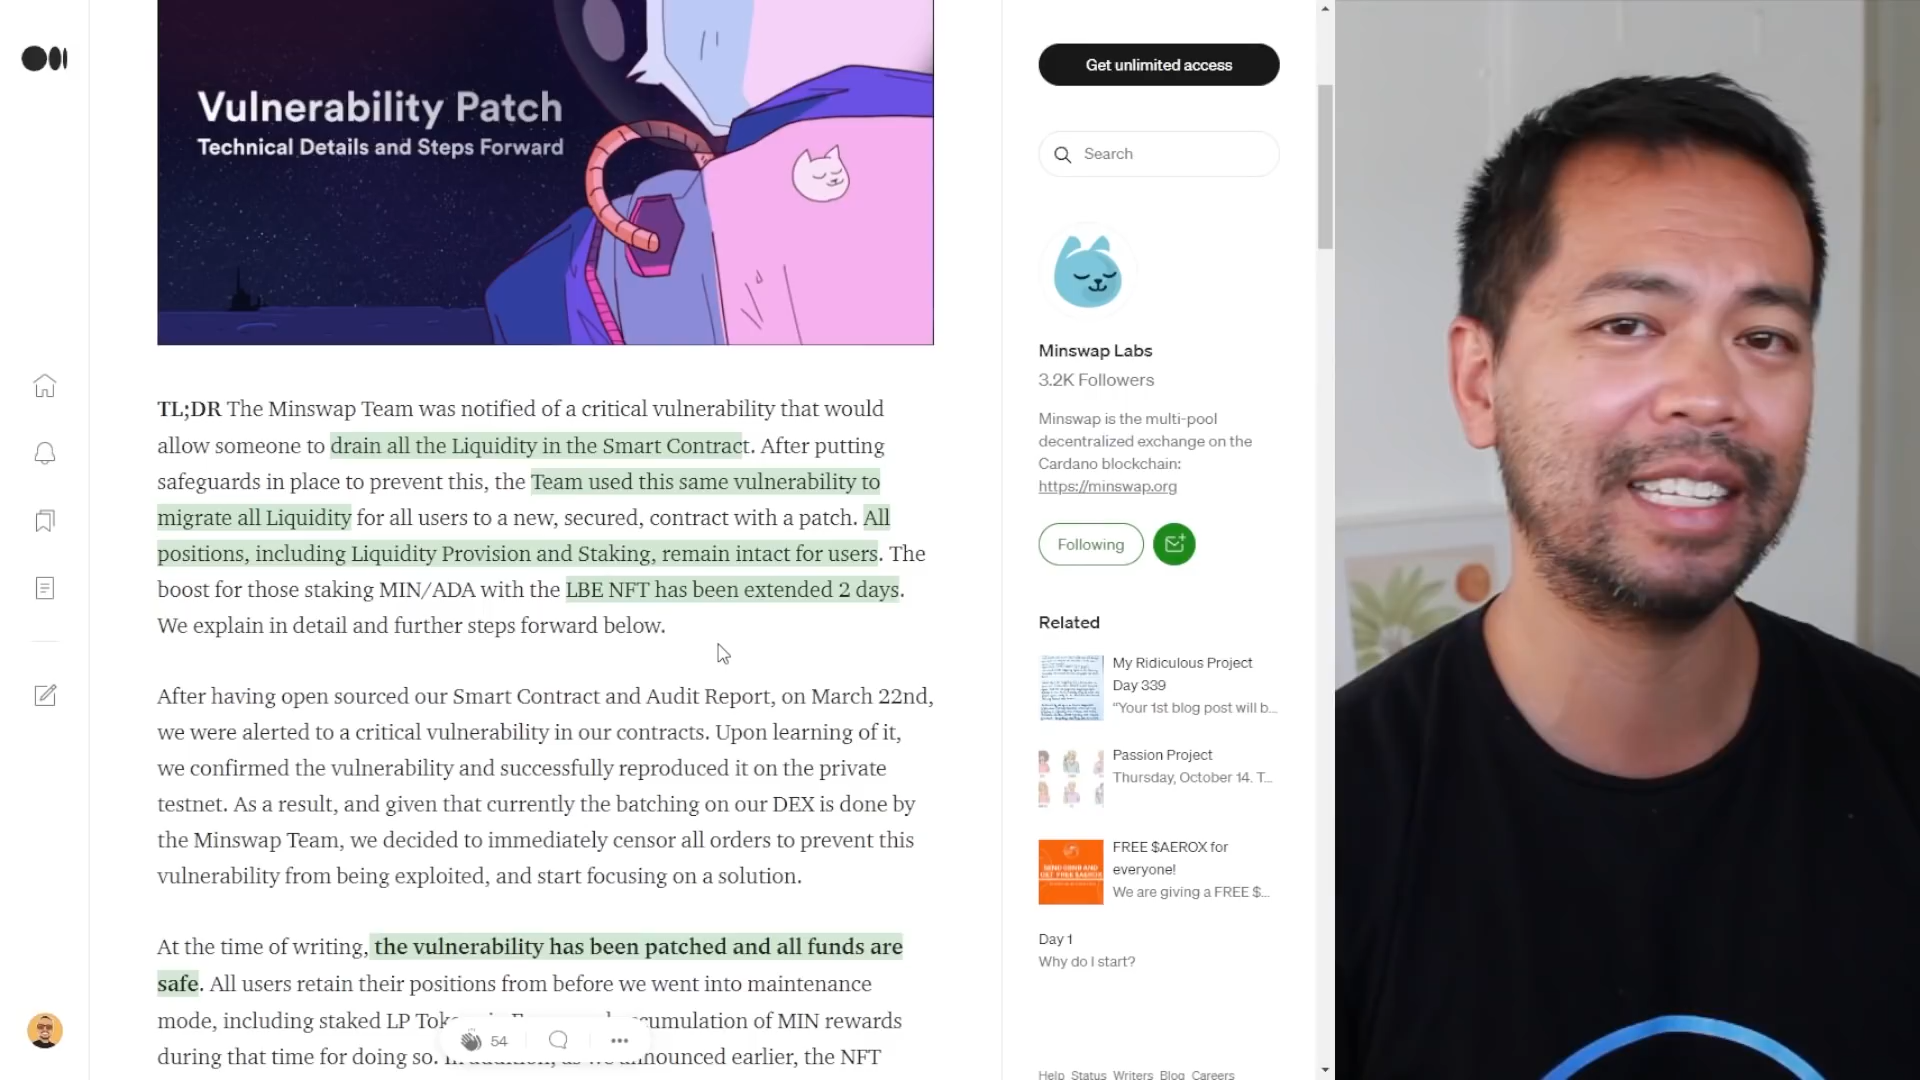 Vulnerability Patch
Technical Details and Steps Forward
TL;DR The Minswap Team was notified of a critical vulnerability that would
allow someone to drain all the Liquidity in the Smart Contract. After putting
safeguards in place to prevent this, the Team used this same vulnerability to
migrate all Liquidity for all users to a new, secured, contract with a patch. All
positions, including Liquidity Provision and Staking, remain intact for users. The
boost for those staking MIN/ADA with the LBE NFT has been extended 2 days.
We explain in detail and further steps forward below.
After having open sourced our Smart Contract and Audit Report, on March 22nd,
we were alerted to a critical vulnerability in our contracts. Upon learning of it,
we confirmed the vulnerability and successfully reproduced it on the private
testnet. As a result, and given that currently the batching on our DEX is done by
the Minswap Team, we decided to immediately censor all orders to prevent this
vulnerability from being exploited, and start focusing on a solution.
At the time of writing, the vulnerability has been patched and all funds are
safe. All users retain their positions from before we went into maintenance
mode, including staked LP of MIN rewards
during that time for doing so. earlier, the NFT
54
Get unlimited access
Search
Minswap Labs
3.2K Followers
Minswap is the multi-pool
decentralized exchange on the
Cardano blockchain:
https://minswap.org
Following
Related
My Ridiculous Project
Day 339
“Your 1st blog post will b...
Passion Project
Thursday, October 14. T...
FREE $AEROX for
everyone!
We are giving a FREE $...
Day 1
Why do I start?
Help Status Writers Blog Careers